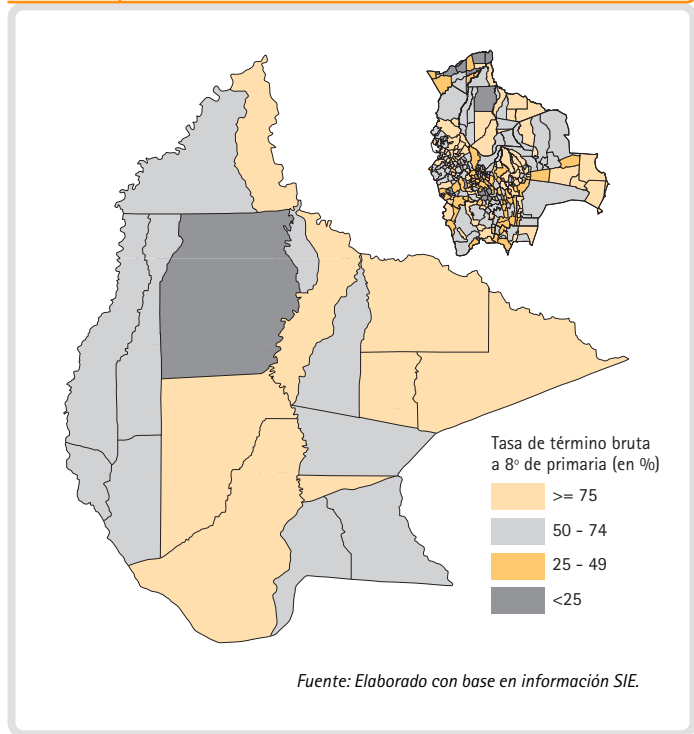 Tasa de término bruta
a 8º de primaria (en %)
>= 75
50 - 74
25 - 49
<25
Fuente: Elaborado con base en información SIE.